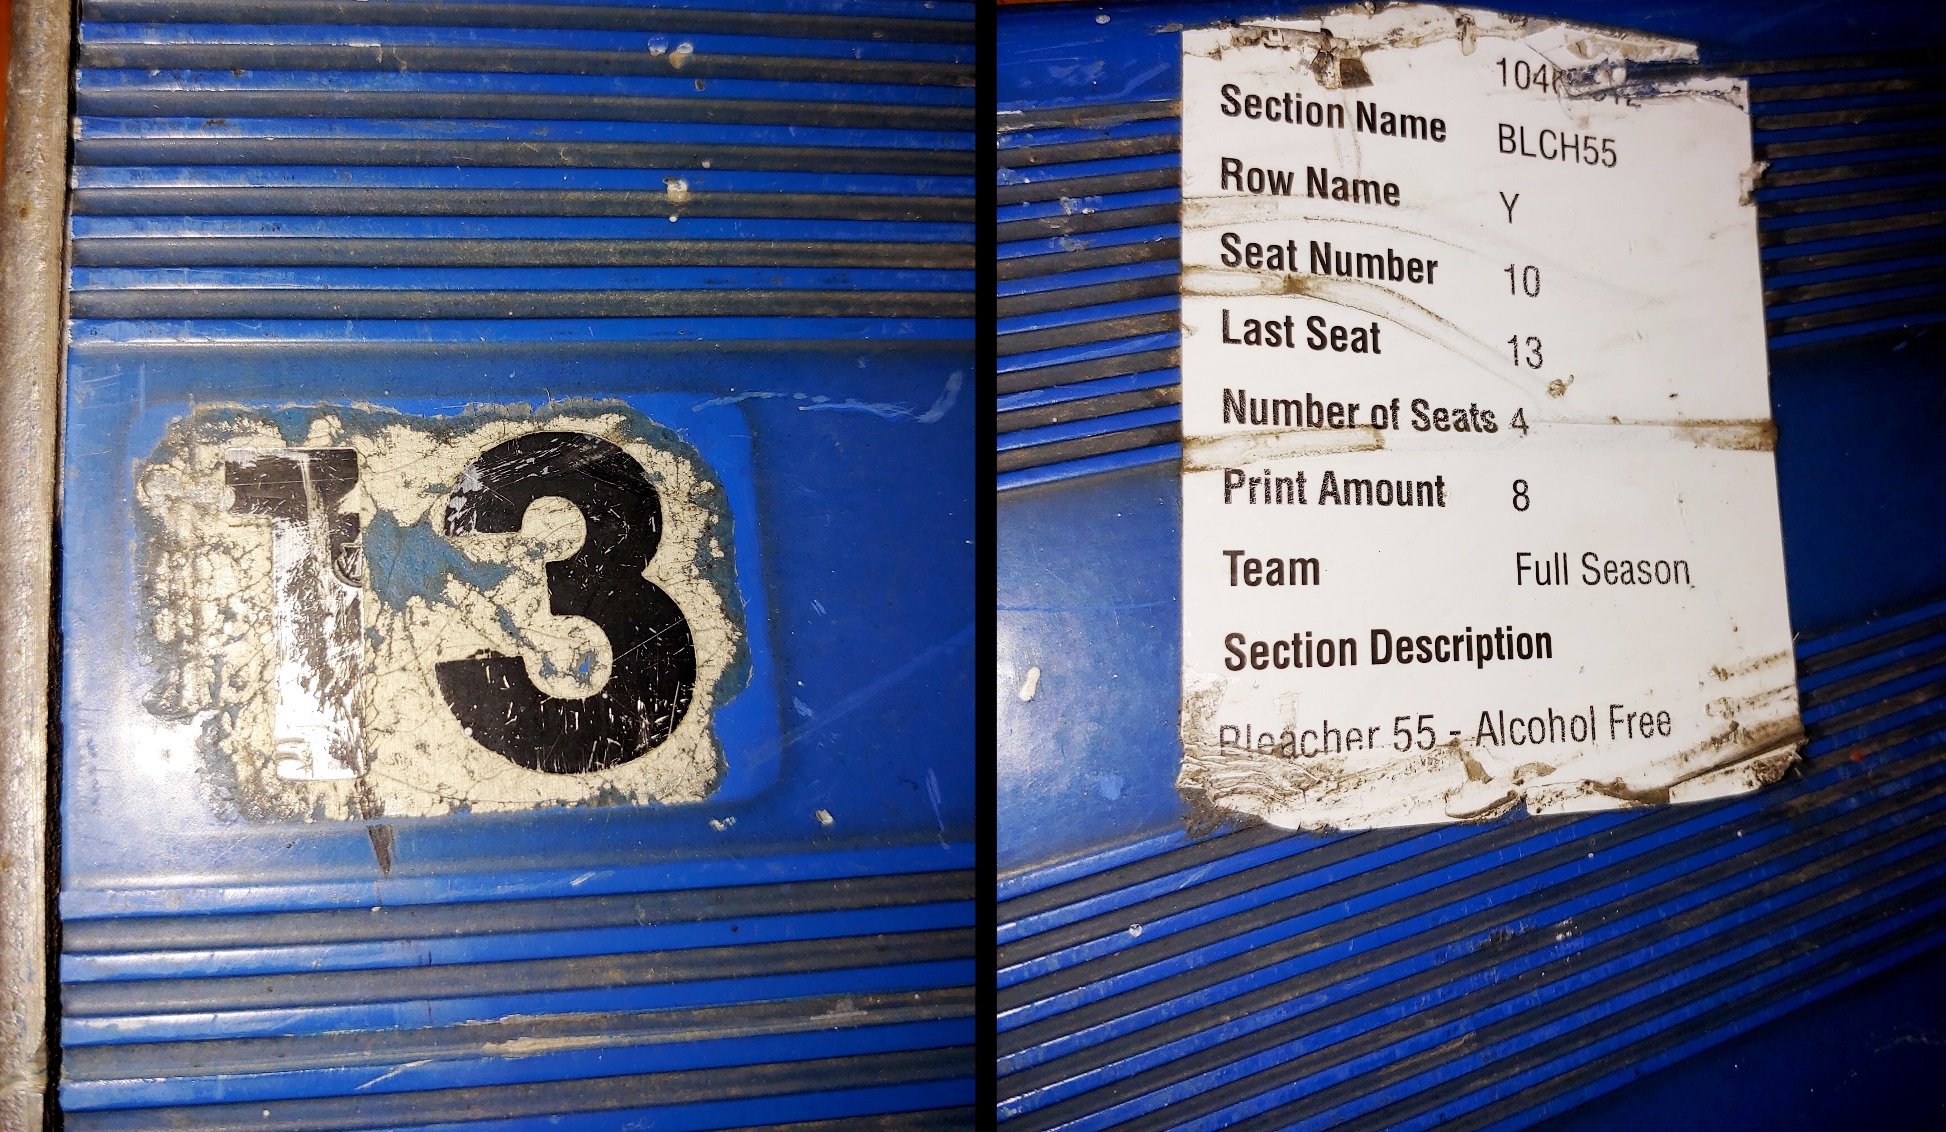 13
Section Name BLCH55
Row Name Y
Seat Number 10
Last Seat 13
Number of Seats 4
Print Amount 8
Team Full Season
Section Description
Bleacher 55 - Alcohol Free